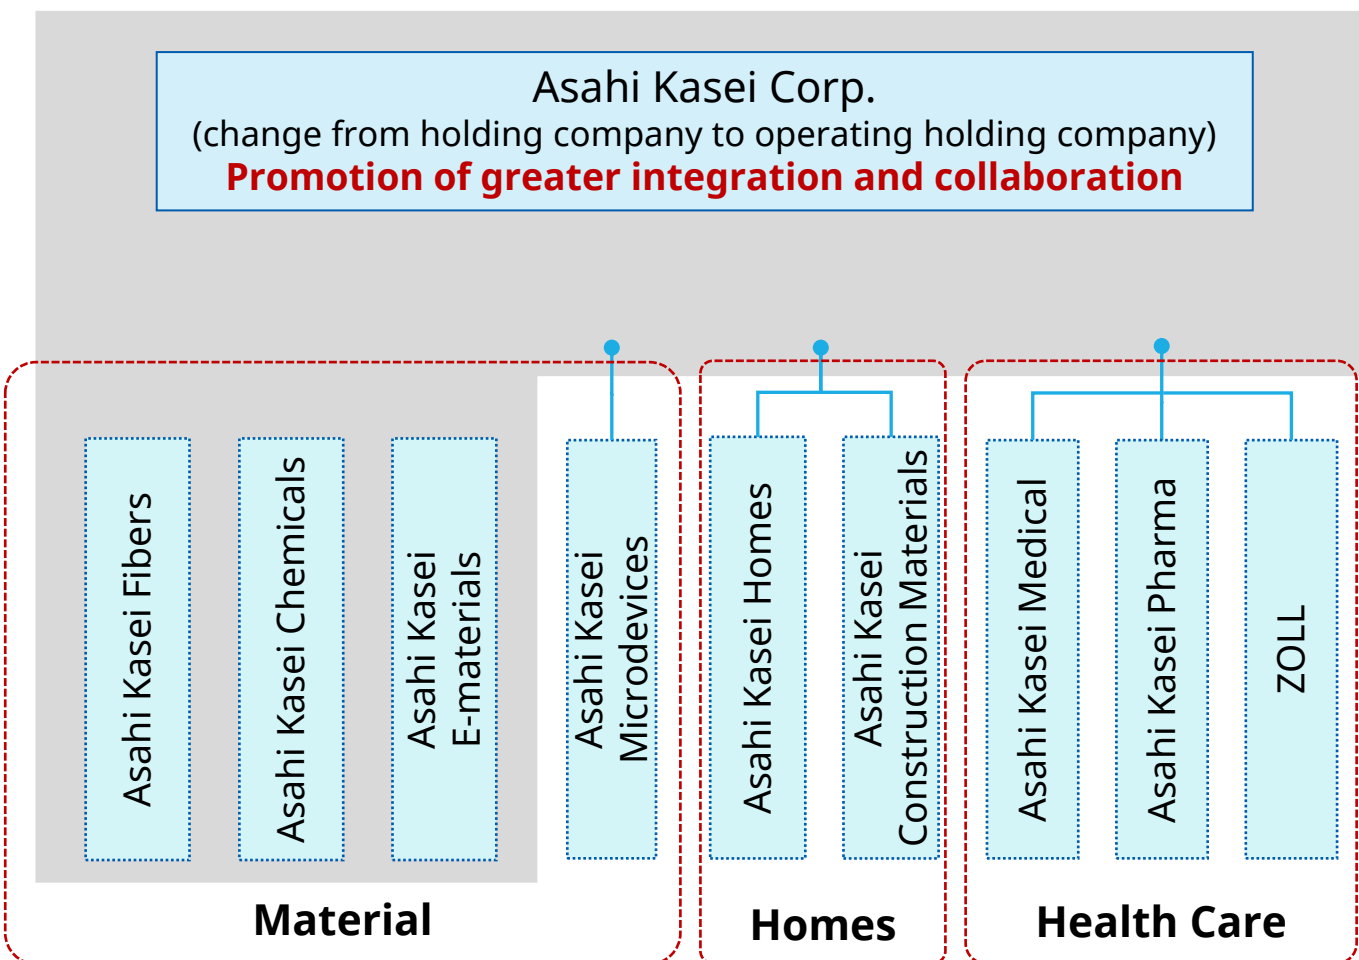 Asahi Kasei Corp.
(change from holding company to operating holding company)
Promotion of greater integration and collaboration
Asahi Kasei Fibers
Asahi Kasei Chemicals
Asahi Kasei
E-materials
Asahi Kasei
Microdevices
Asahi Kasei Homes
Asahi Kasei
Construction Materials
Asahi Kasei Medical
Asahi Kasei Pharma
ZOLL
Material
Homes
Health Care